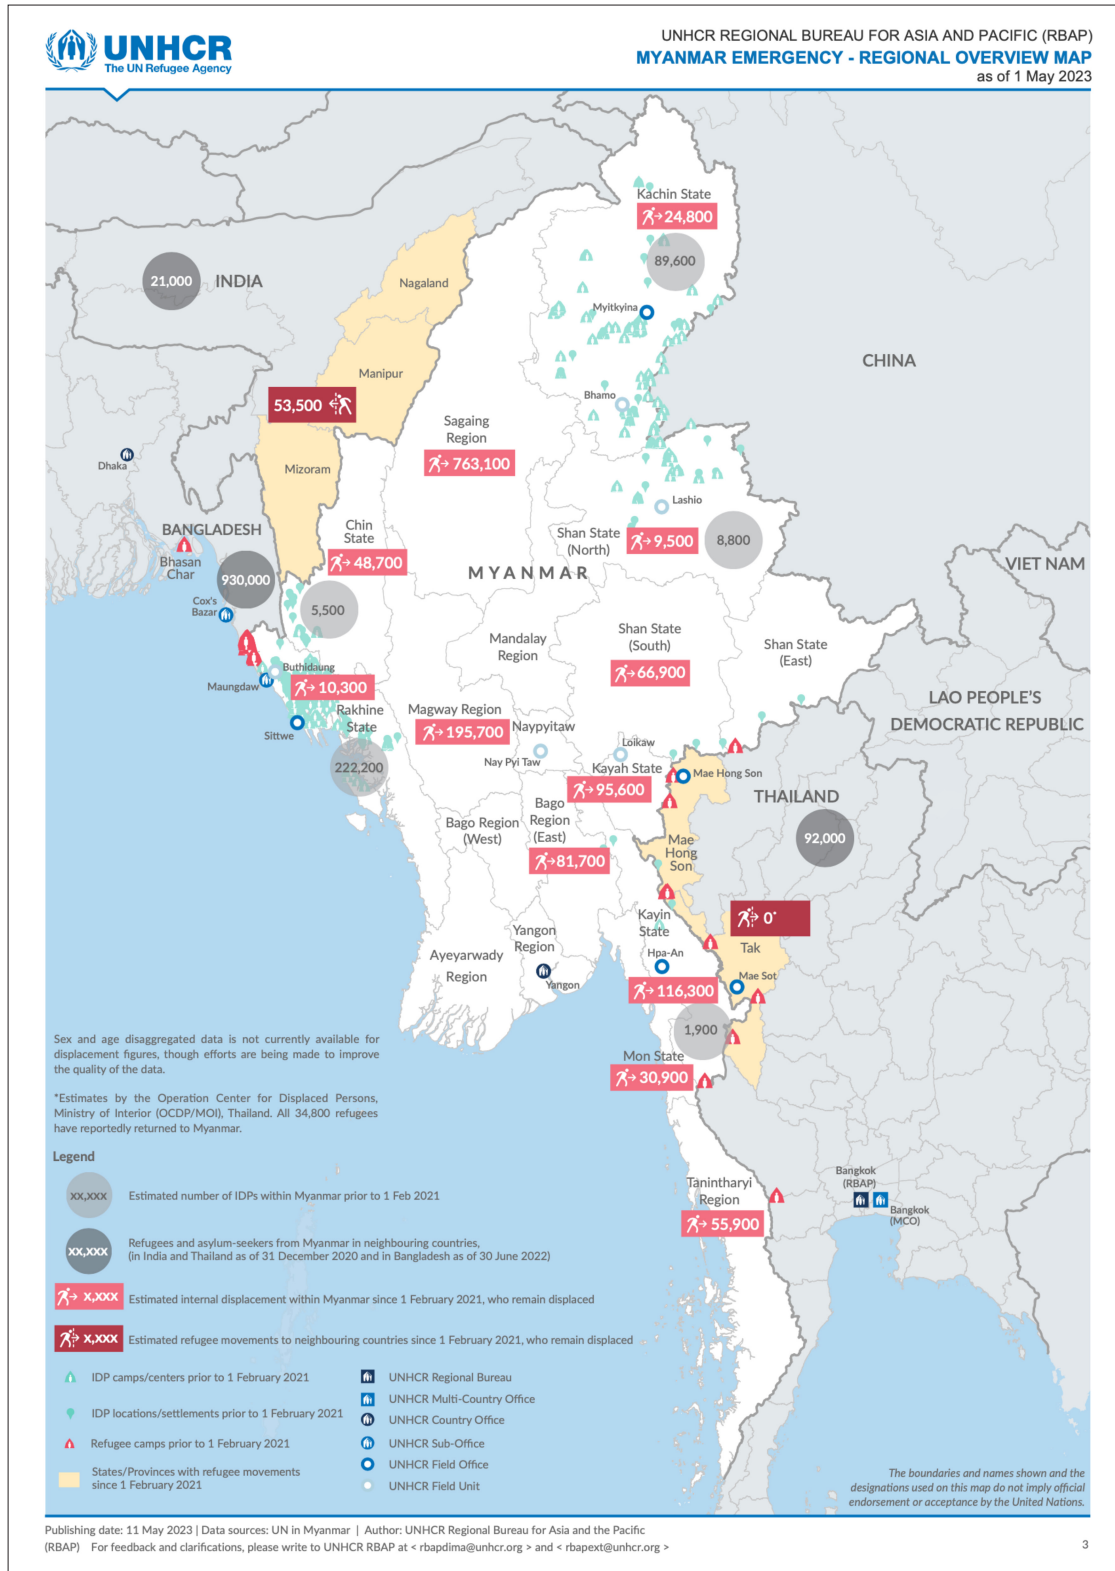 UNHCR
The UN Refugee Agency
UNHCR REGIONAL BUREAU FOR ASIA AND PACIFIC (RBAP)
MYANMAR EMERGENCY - REGIONAL OVERVIEW MAP
as of 1 May 2023
Kachin State
24,800
89,600
21,000
INDIA
Nagaland
Myitkyina
CHINA
Manipur
53,500
Bhamo
Sagaing
Region
763,100
Dhaka
Mizoram
Lashio
BANGLADESH
Chin
State
48,700
Shan State
(North)
9,500
8,800
Bhasan
Char
930,000
MYANMAR
VIET NAM
Cox's
Bazar
5,500
Mandalay
Region
Shan State
(South)
66,900
Shan State
(East)
Buthidaung
Maungdaw
10,300
Rakhine
State
Sittwe
222,200
Magway Region
195,700
Naypyitaw
Nay Pyi Taw
Loikaw
Kayah State
95,600
Mae Hong Son
LAO PEOPLE'S
DEMOCRATIC REPUBLIC
THAILAND
92,000
Bago Region
(West)
Bago
Region
(East)
81,700
Mae
Hong
Son
0*
Tak
Kayin
State
Hpa-An
Mae Sot
116,300
Yangon
Region
Yangon
Ayeyarwady
Region
1,900
Mon State
30,900
Sex and age disaggregated data is not currently available for
displacement figures, though efforts are being made to improve
the quality of the data.
*Estimates by the Operation Center for Displaced Persons,
Ministry of Interior (OCDP/MOI), Thailand. All 34,800 refugees
have reportedly returned to Myanmar.
Tanintharyi
Region
55,900
Bangkok
(RBAP)
Bangkok
(MCO)
Legend
xx,xxx
Estimated number of IDPs within Myanmar prior to 1 Feb 2021
xx,xxx
Refugees and asylum-seekers from Myanmar in neighbouring countries,
(in India and Thailand as of 31 December 2020 and in Bangladesh as of 30 June 2022)
x,xxx
Estimated internal displacement within Myanmar since 1 February 2021, who remain displaced
x,xxx
Estimated refugee movements to neighbouring countries since 1 February 2021, who remain displaced
IDP camps/centers prior to 1 February 2021
IDP locations/settlements prior to 1 February 2021
Refugee camps prior to 1 February 2021
States/Provinces with refugee movements
since 1 February 2021
UNHCR Regional Bureau
UNHCR Multi-Country Office
UNHCR Country Office
UNHCR Sub-Office
UNHCR Field Office
UNHCR Field Unit
The boundaries and names shown and the
designations used on this map do not imply official
endorsement or acceptance by the United Nations.
Publishing date: 11 May 2023 | Data sources: UN in Myanmar | Author: UNHCR Regional Bureau for Asia and the Pacific
(RBAP) For feedback and clarifications, please write to UNHCR RBAP at < rbapdima@unhcr.org > and < rbapext@unhcr.org >
3